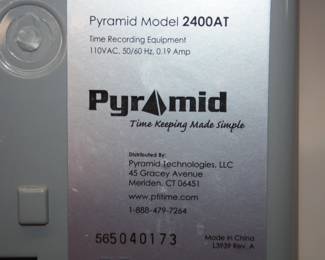 Pyramid Model 2400AT
Time Recording Equipment
110VAC, 50/60 Hz, 0.19 Amp
Pyramid
Time Keeping Made Simple
Distributed By:
Pyramid Technologies, LLC
45 Gracey Avenue
Meriden, CT 06451
www.ptitime.com
1-888-479-7264
565040173
Made in China
L3939 Rev. A